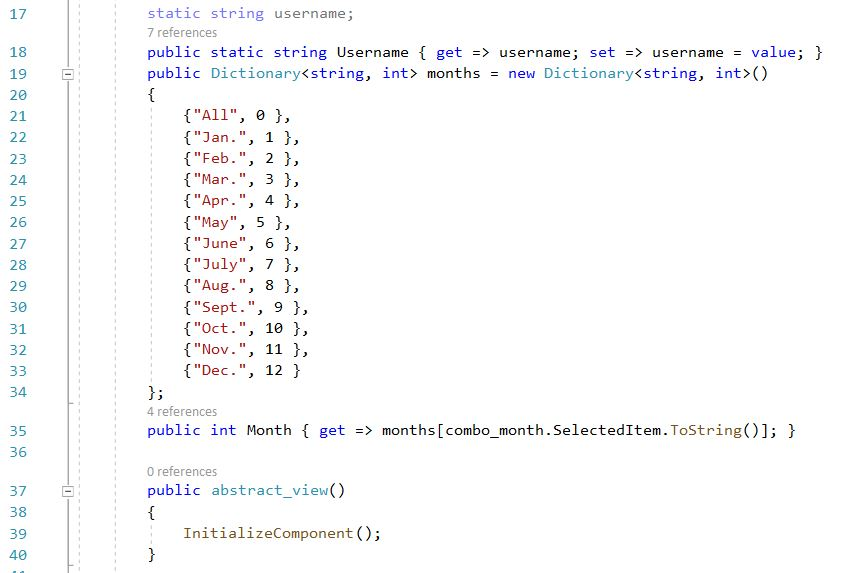 17 static string username;
7 references
18 public static string Username { get => username; set => username = value; }
19 public Dictionary<string, int> months = new Dictionary<string, int>()
20 {
21 {"All", 0 },
22 {"Jan.", 1 },
23 {"Feb.", 2 },
24 {"Mar.", 3 },
25 {"Apr.", 4 },
26 {"May", 5 },
27 {"June", 6 },
28 {"July", 7 },
29 {"Aug.", 8 },
30 {"Sept.", 9 },
31 {"Oct.", 10 },
32 {"Nov.", 11 },
33 {"Dec.", 12 }
34 };
4 references
35 public int Month { get => months[combo_month.SelectedItem.ToString()]; }
36
0 references
37 public abstract_view()
38 {
39 InitializeComponent();
40 }